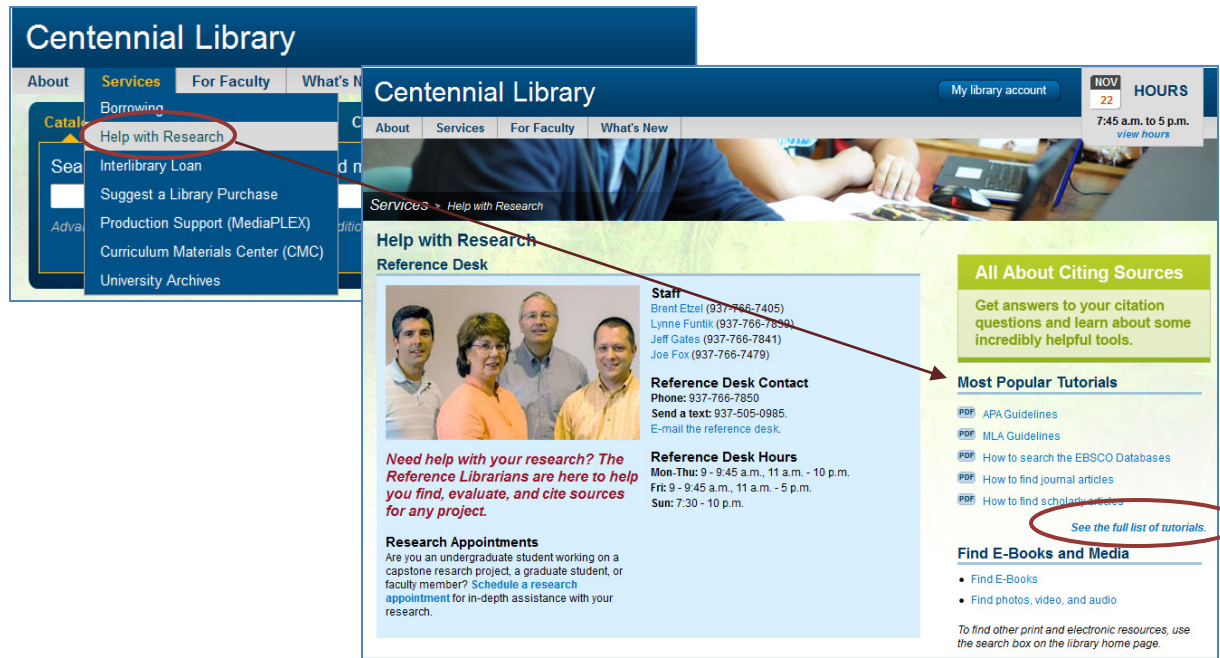 Centennial Library
About Services For Faculty What's N
Borrowing
Help with Research
Interlibrary Loan
Suggest a Library Purchase
Production Support (MediaPLEX)
Curriculum Materials Center (CMC)
University Archives
Catal
C
Sea
d m
Adva
ditio
Centennial Library
My library account
NOV
22
HOURS
7:45 a.m. to 5 p.m.
view hours
About Services For Faculty What's New
Services > Help with Research
Help with Research
Reference Desk
Staff
Brent Etzel (937-766-7405)
Lynne Funtik (937-766-7839)
Jeff Gates (937-766-7841)
Joe Fox (937-766-7479)
Reference Desk Contact
Phone: 937-766-7850
Send a text: 937-505-0985.
E-mail the reference desk.
Reference Desk Hours
Mon-Thu: 9 - 9:45 a.m., 11 a.m. - 10 p.m.
Fri: 9 - 9:45 a.m., 11 a.m. - 5 p.m.
Sun: 7:30 - 10 p.m.
Need help with your research? The
Reference Librarians are here to help
you find, evaluate, and cite sources
for any project.
Research Appointments
Are you an undergraduate student working on a
capstone resarch project, a graduate student, or
faculty member? Schedule a research
appointment for in-depth assistance with your
research.
All About Citing Sources
Get answers to your citation
questions and learn about some
incredibly helpful tools.
Most Popular Tutorials
PDF APA Guidelines
PDF MLA Guidelines
PDF How to search the EBSCO Databases
PDF How to find journal articles
PDF How to find scholarly articles
See the full list of tutorials.
Find E-Books and Media
• Find E-Books
• Find photos, video, and audio
To find other print and electronic resources, use
the search box on the library home page.